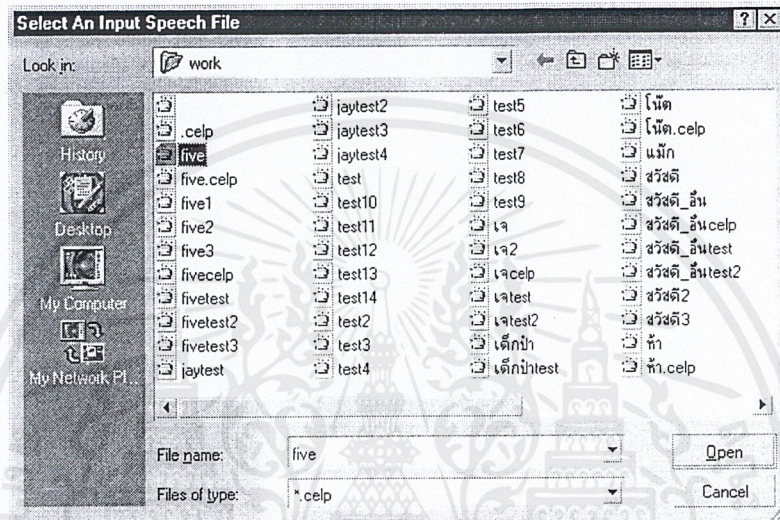 Select An Input Speech File
Look in:
work
History
Desktop
My Computer
My Network Pl...
.celp
five
five.celp
five1
five2
five3
fivecelp
fivetest
fivetest2
fivetest3
jaytest
jaytest2
jaytest3
jaytest4
test
test10
test11
test12
test13
test14
test2
test3
test4
test5
test6
test7
test8
test9
เจ
เจ2
เจcelp
เจtest
เจtest2
เด็กป๋า
เด็กป๋าtest
โน๊ต
โน๊ต.celp
แม๊ก
สวัสดี
สวัสดี_อั๋น
สวัสดี_อั๋นcelp
สวัสดี_อั๋นtest
สวัสดี_อั๋นtest2
สวัสดี2
สวัสดี3
ห้า
ห้า.celp
File name:
five
Open
Files of type:
*.celp
Cancel